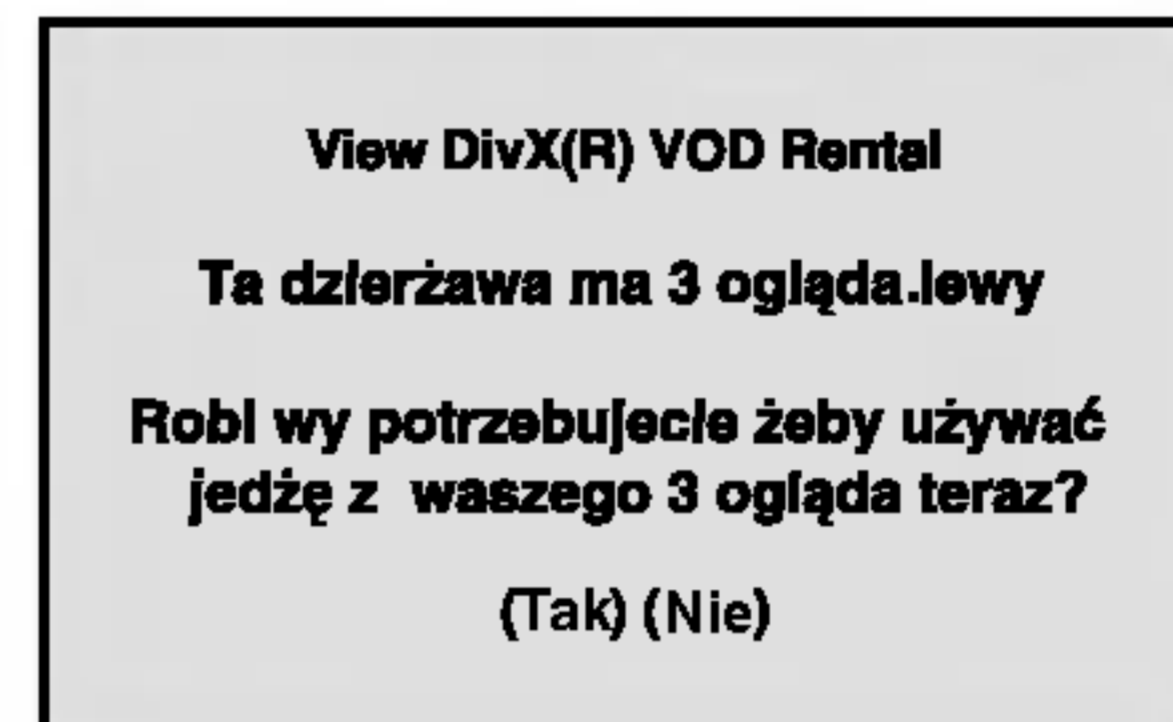 View DivX(R) VOD Rental
Ta dzierżawa ma 3 ogląda.lewy
Robi wy potrzebujecie żeby używać
jedżę z waszego 3 ogląda teraz?
(Tak) (Nie)